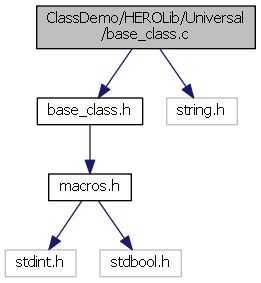 ClassDemo/HEROLib/Universal
/base_class.c
base_class.h
string.h
macros.h
stdint.h
stdbool.h